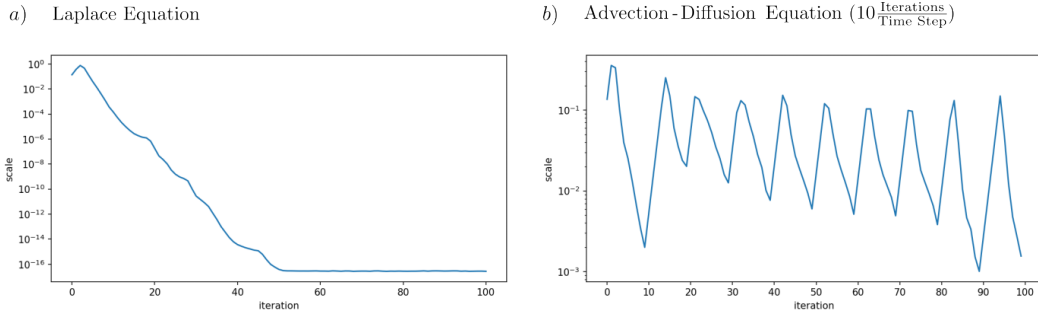 a) Laplace Equation
b) Advection-Diffusion Equation (10 Iterations/Time Step)
10⁰
10⁻²
10⁻⁴
10⁻⁶
10⁻⁸
10⁻¹⁰
10⁻¹²
10⁻¹⁴
10⁻¹⁶
scale
0 20 40 60 80 100
iteration
10⁻¹
10⁻²
10⁻³
scale
0 10 20 30 40 50 60 70 80 90 100
iteration